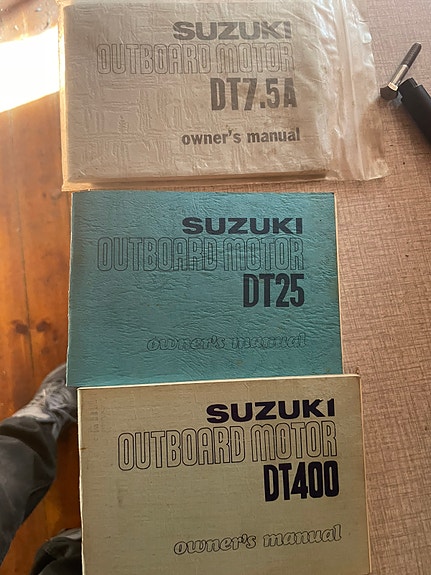 SUZUKI
OUTBOARD MOTOR
DT7.5A
owner's manual
SUZUKI
OUTBOARD MOTOR
DT25
owner's manual
SUZUKI
OUTBOARD MOTOR
DT400
owner's manual